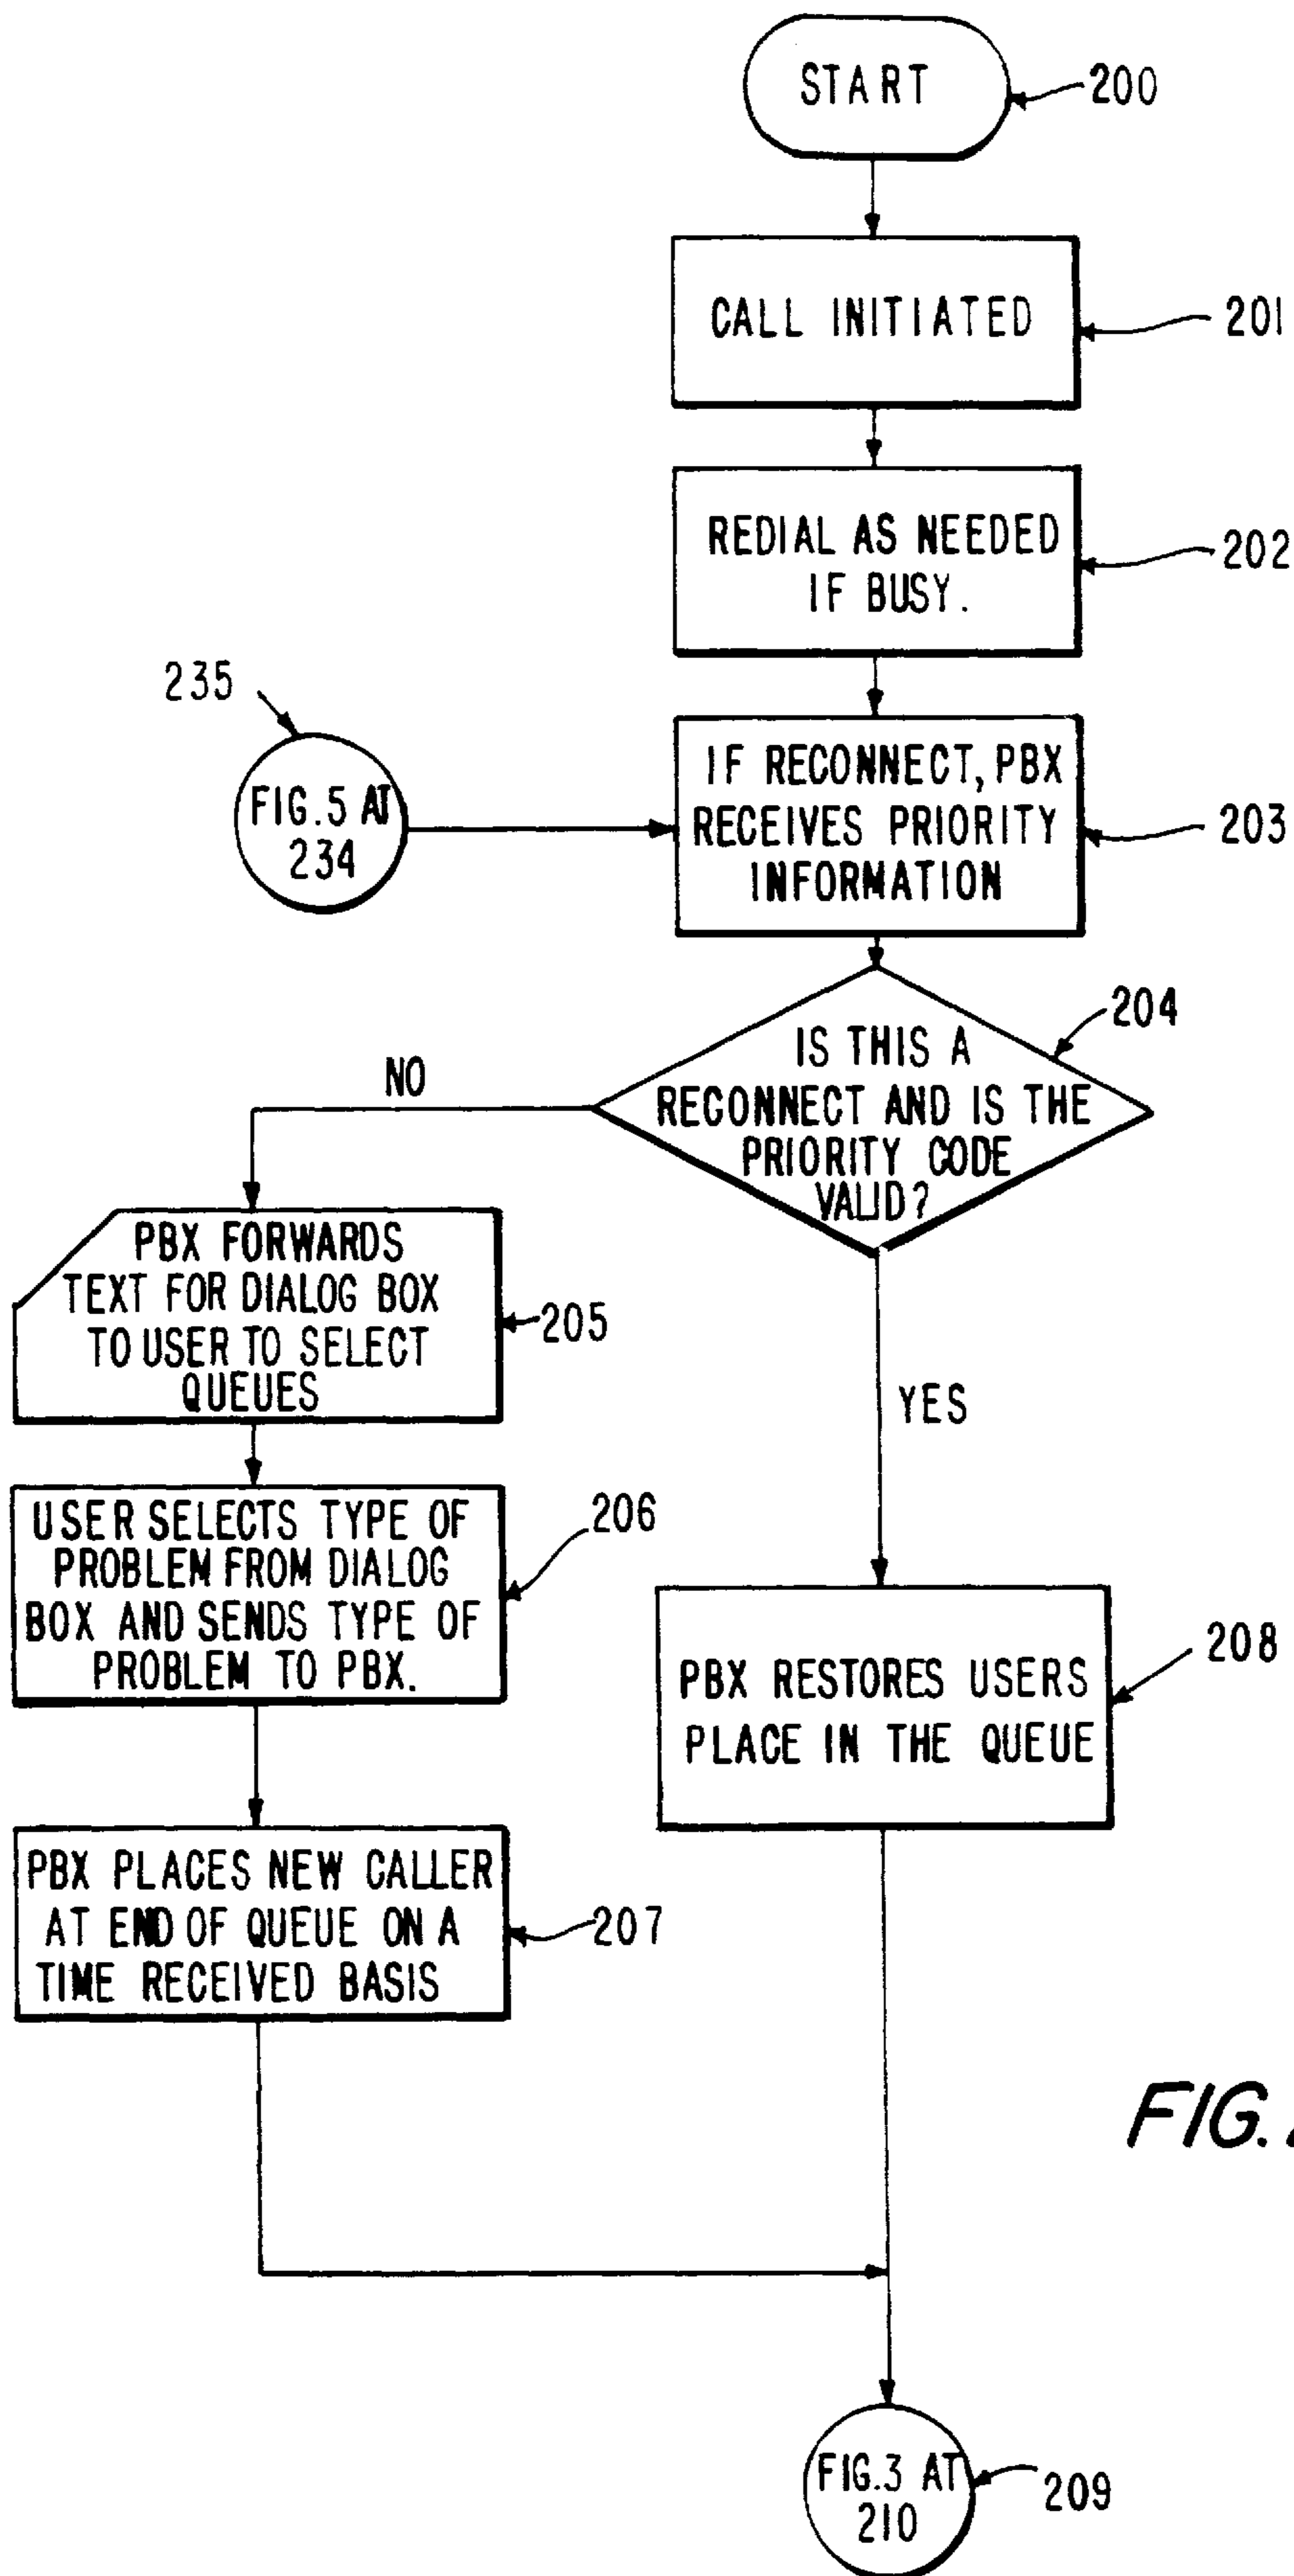 START
200
CALL INITIATED
201
REDIAL AS NEEDED
IF BUSY.
202
235
FIG.5 AT
234
IF RECONNECT, PBX
RECEIVES PRIORITY
INFORMATION
203
IS THIS A
RECONNECT AND IS THE
PRIORITY CODE
VALID?
204
NO
PBX FORWARDS
TEXT FOR DIALOG BOX
TO USER TO SELECT
QUEUES
205
YES
USER SELECTS TYPE OF
PROBLEM FROM DIALOG
BOX AND SENDS TYPE OF
PROBLEM TO PBX.
206
PBX RESTORES USERS
PLACE IN THE QUEUE
208
PBX PLACES NEW CALLER
AT END OF QUEUE ON A
TIME RECEIVED BASIS
207
FIG.
FIG.3 AT
210
209